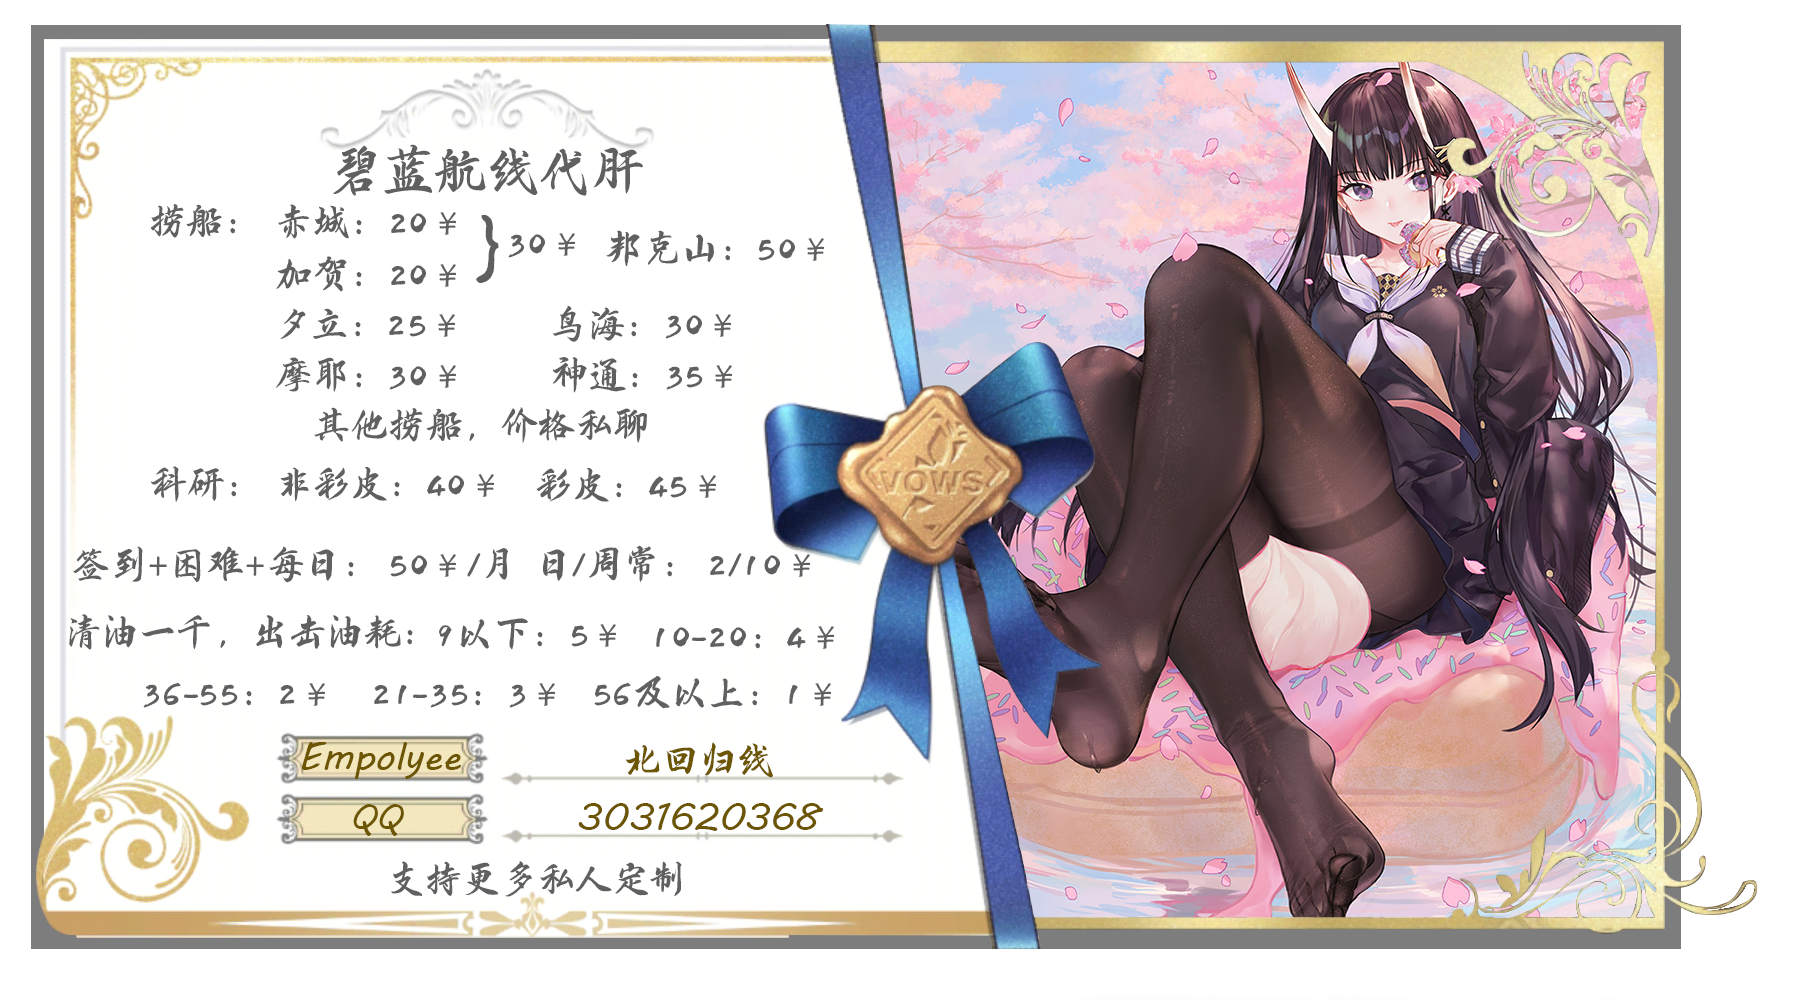 碧蓝航线代肝
捞船： 赤城：20￥ }30￥ 邦克山：50￥
加贺：20￥
夕立：25￥ 鸟海：30￥
摩耶：30￥ 神通：35￥
其他捞船，价格私聊
科研： 非彩皮：40￥ 彩皮：45￥
签到+困难+每日： 50￥/月 日/周常： 2/10￥
清油一千，出击油耗：9以下：5￥ 10-20：4￥
36-55：2￥ 21-35：3￥ 56及以上：1￥
Empolyee 北回归线
QQ 3031620368
支持更多私人定制
VOWS